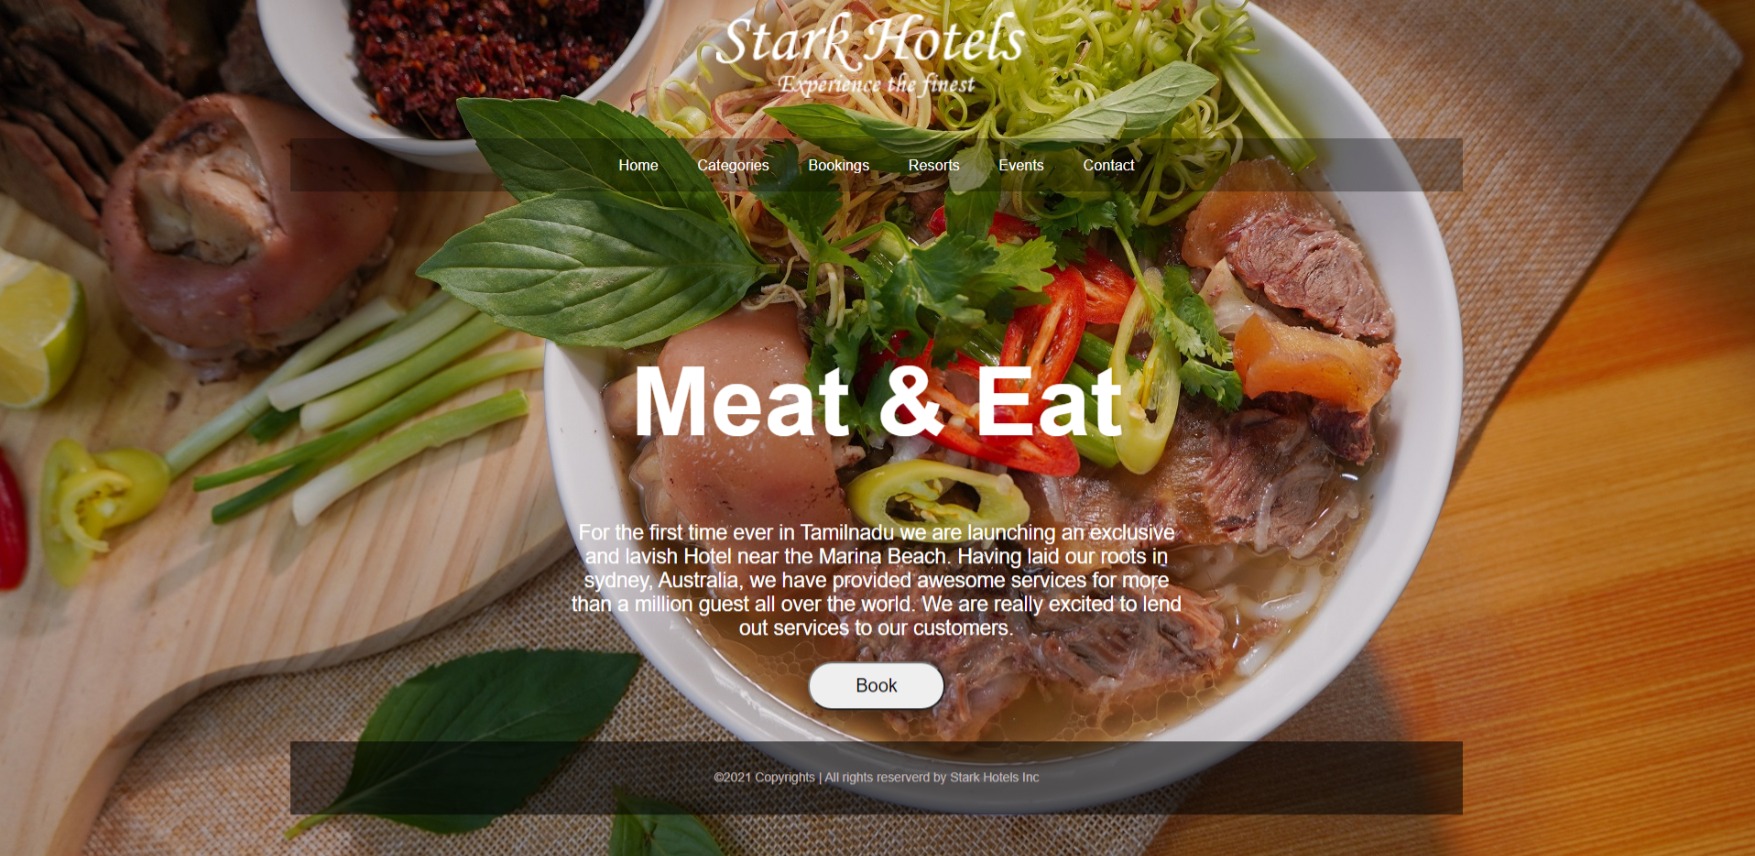 Stark Hotels
Experience the finest
Home Categories Bookings Resorts Events Contact
Meat & Eat
For the first time ever in Tamilnadu we are launching an exclusive
and lavish Hotel near the Marina Beach. Having laid our roots in
sydney, Australia, we have provided awesome services for more
than a million guest all over the world. We are really excited to lend
out services to our customers.
Book
©2021 Copyrights | All rights reserverd by Stark Hotels Inc